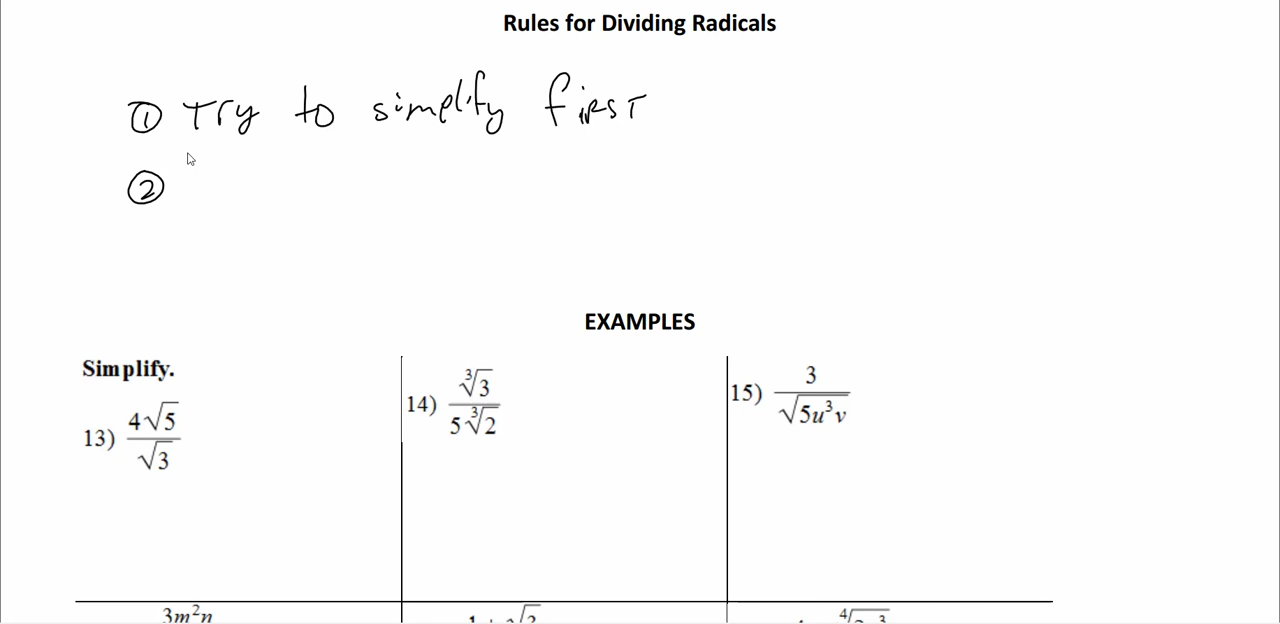 Rules for Dividing Radicals
① Try to simplify first
②
EXAMPLES
Simplify.
13) 4√5 / √3
14) ∛3 / 5∛2
15) 3 / √5u³v
3m²n